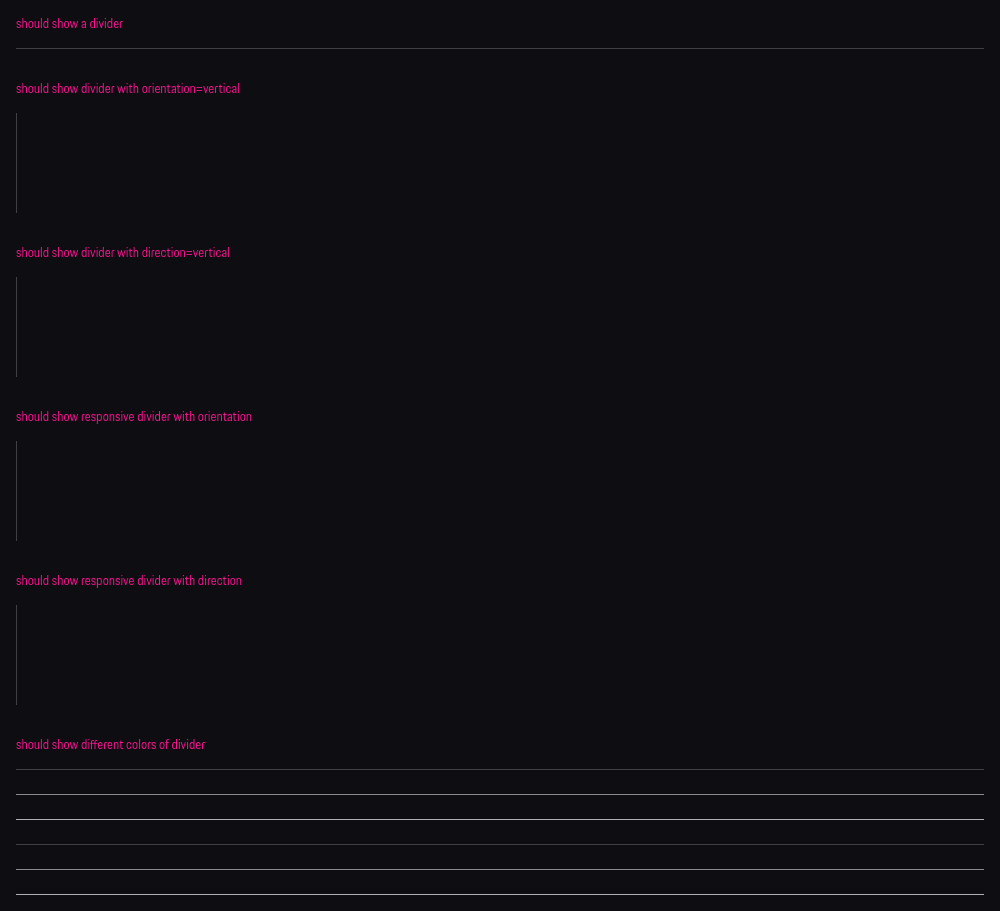 should show a divider
should show divider with orientation=vertical
should show divider with direction=vertical
should show responsive divider with orientation
should show responsive divider with direction
should show different colors of divider